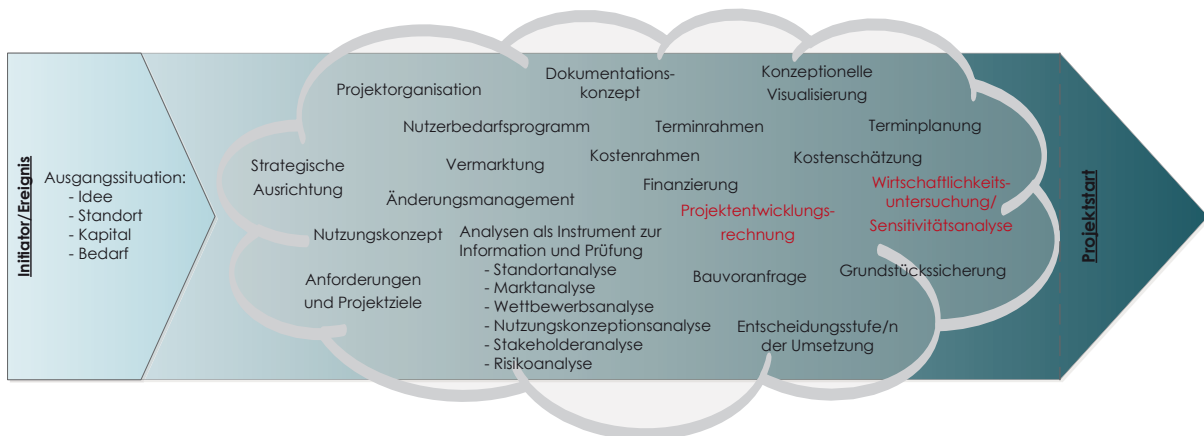 Initiator/Ereignis
Ausgangssituation:
- Idee
- Standort
- Kapital
- Bedarf
Projektorganisation
Dokumentations-
konzept
Konzeptionelle
Visualisierung
Nutzerbedarfsprogramm
Terminrahmen
Terminplanung
Strategische
Ausrichtung
Vermarktung
Kostenrahmen
Kostenschätzung
Änderungsmanagement
Finanzierung
Wirtschaftlichkeits-
untersuchung/
Sensitivitätsanalyse
Projektentwicklungs-
rechnung
Nutzungskonzept
Analysen als Instrument zur
Information und Prüfung
- Standortanalyse
- Marktanalyse
- Wettbewerbsanalyse
- Nutzungskonzeptionsanalyse
- Stakeholderanalyse
- Risikoanalyse
Anforderungen
und Projektziele
Bauvoranfrage
Grundstückssicherung
Entscheidungsstufe/n
der Umsetzung
Projektstart